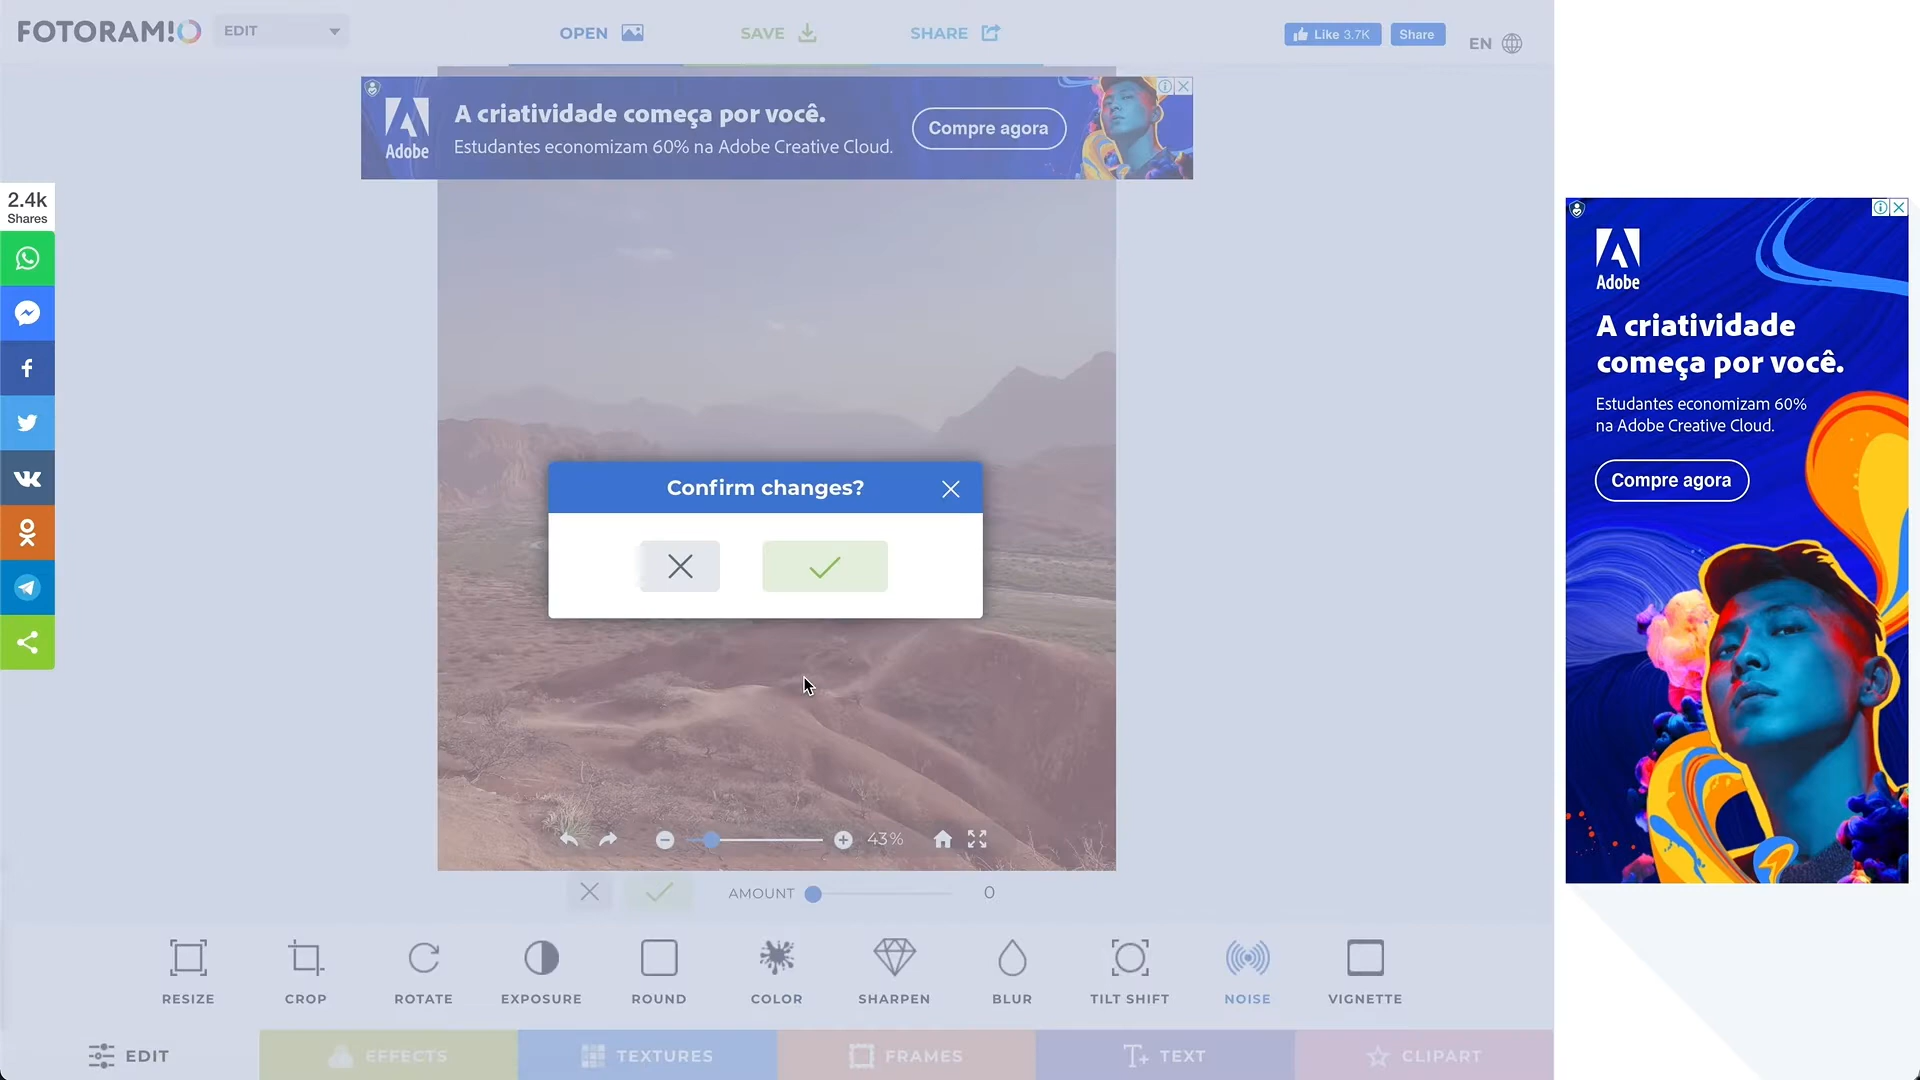 FOTORAM!O
EDIT
OPEN
SAVE
SHARE
Like 3.7K
Share
EN
Adobe
A criatividade começa por você.
Estudantes economizam 60% na Adobe Creative Cloud.
Compre agora
2.4k
Shares
Adobe
A criatividade
começa por você.
Estudantes economizam 60%
na Adobe Creative Cloud.
Compre agora
Confirm changes?
43%
AMOUNT
0
RESIZE
CROP
ROTATE
EXPOSURE
ROUND
COLOR
SHARPEN
BLUR
TILT SHIFT
NOISE
VIGNETTE
EDIT
EFFECTS
TEXTURES
FRAMES
TEXT
CLIPART